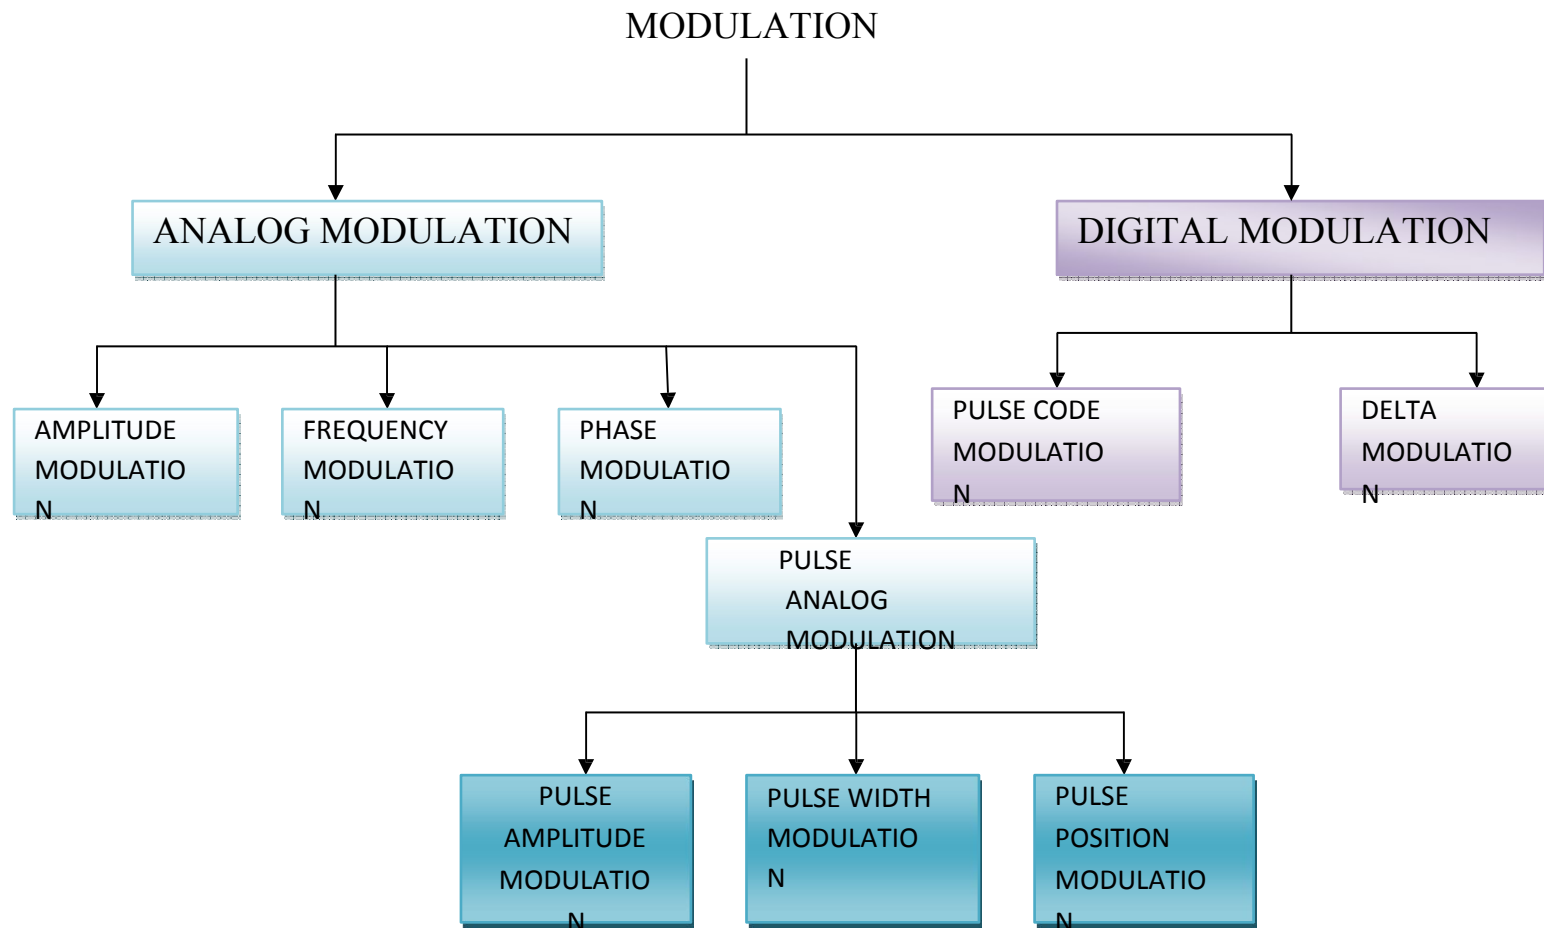 MODULATION
ANALOG MODULATION
DIGITAL MODULATION
AMPLITUDE
MODULATIO
N
FREQUENCY
MODULATIO
N
PHASE
MODULATIO
N
PULSE CODE
MODULATIO
N
DELTA
MODULATIO
N
PULSE
ANALOG
MODULATION
PULSE
AMPLITUDE
MODULATIO
N
PULSE WIDTH
MODULATIO
N
PULSE
POSITION
MODULATIO
N